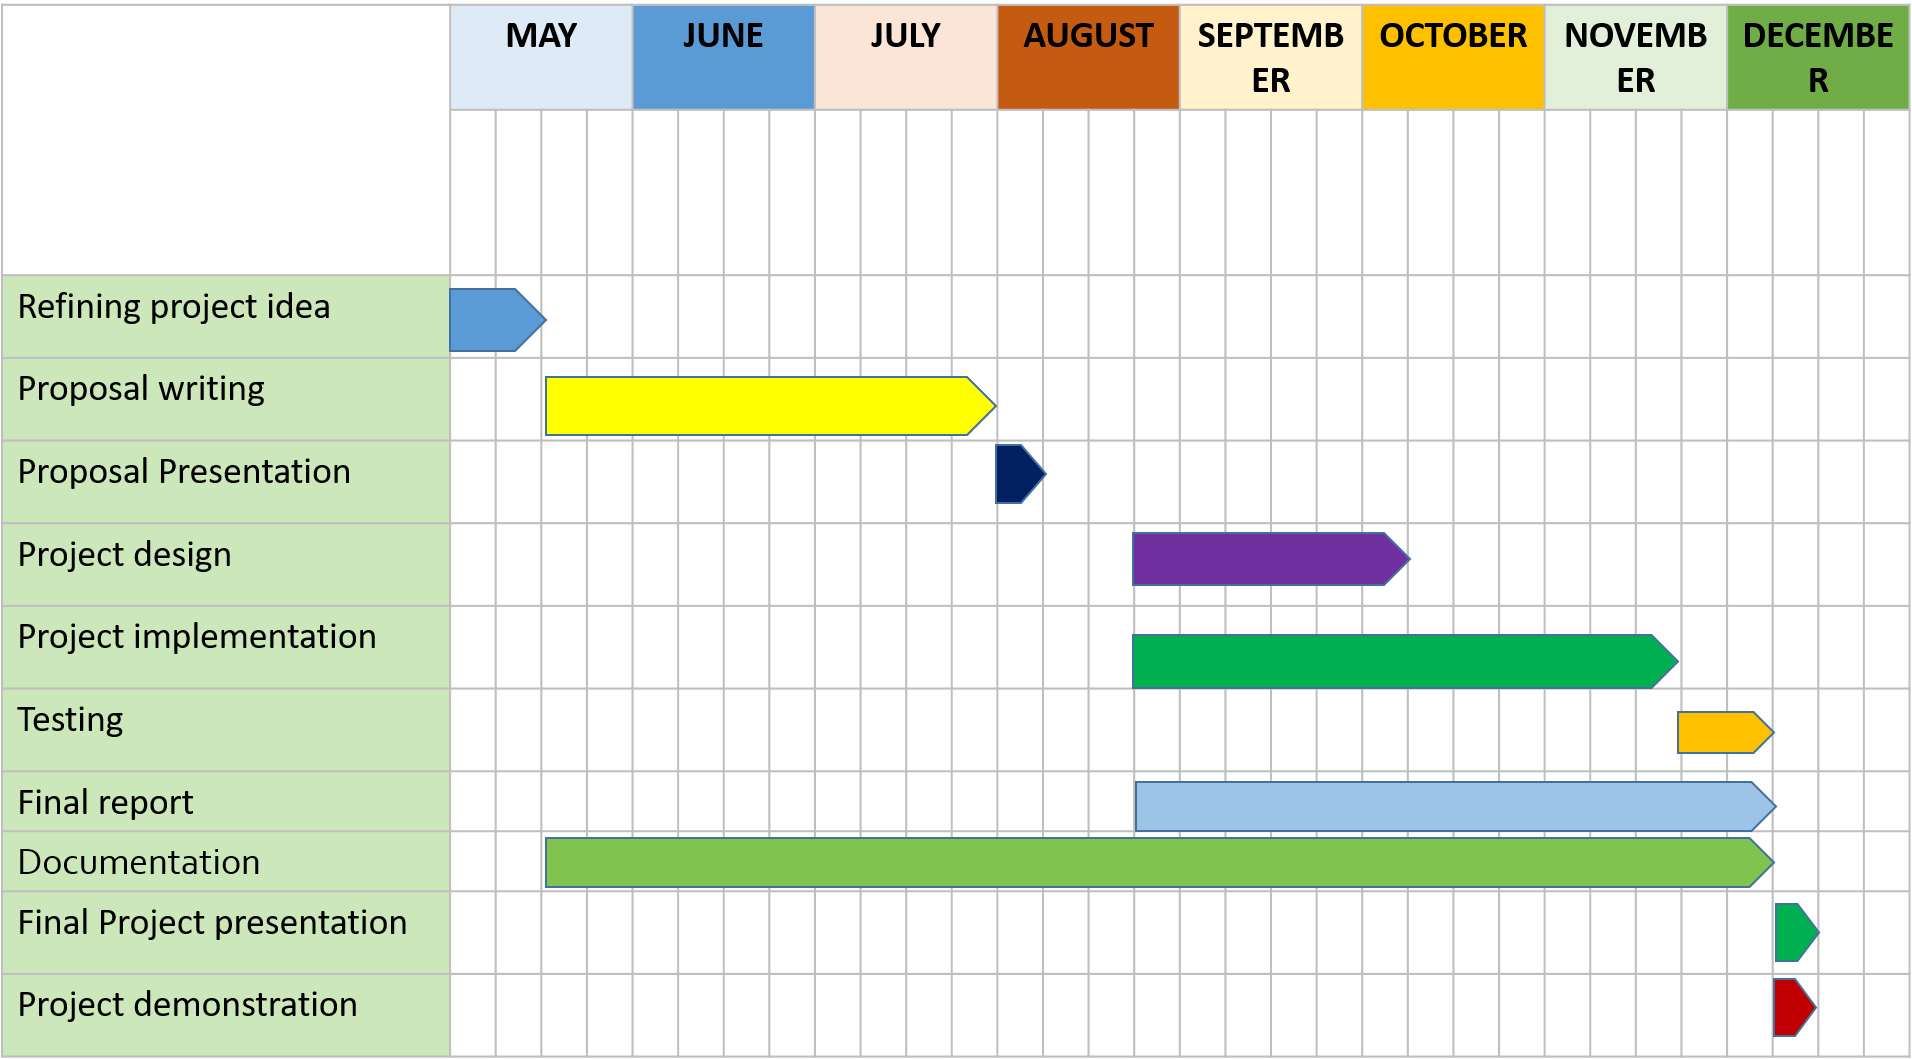 MAY JUNE JULY AUGUST SEPTEMB OCTOBER NOVEMB DECEMBE
ER ER R
Refining project idea
Proposal writing
Proposal Presentation
Project design
Project implementation
Testing
Final report
Documentation
Final Project presentation
Project demonstration